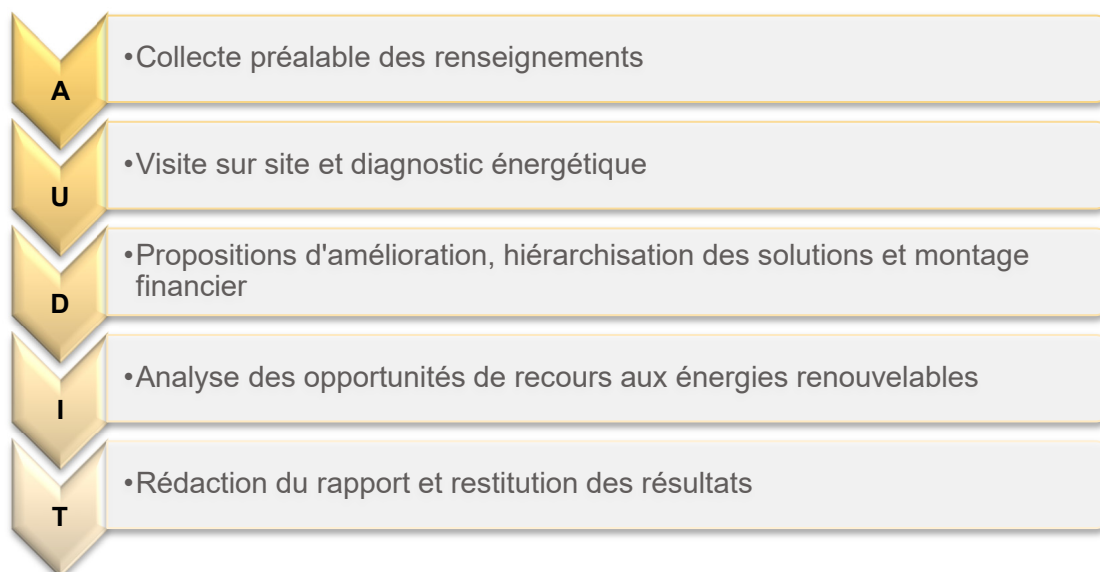 A
•Collecte préalable des renseignements
U
•Visite sur site et diagnostic énergétique
D
•Propositions d'amélioration, hiérarchisation des solutions et montage
financier
I
•Analyse des opportunités de recours aux énergies renouvelables
T
•Rédaction du rapport et restitution des résultats